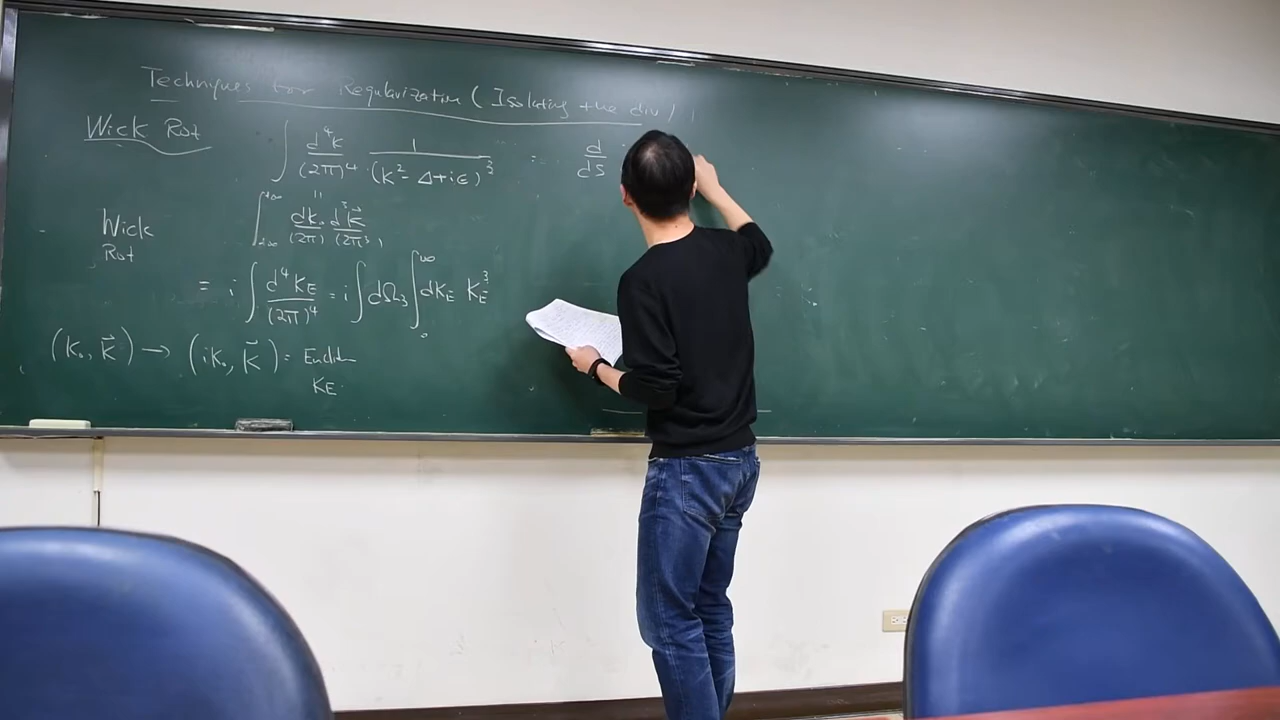 Techniques for Regularization (Isolating the div)
Wick Rot
∫ d⁴k/(2π)⁴ 1/(k² - Δ + iε)³ = d/ds
"
∫_{-∞}^{+∞} dk₀/(2π) d³k⃗/(2π)³
Wick
Rot
= i ∫ d⁴k_E/(2π)⁴ = i ∫ dΩ₃ ∫₀^∞ dk_E k_E³
(k₀, k⃗) → (ik₀, k⃗) = Euclidian
k_E